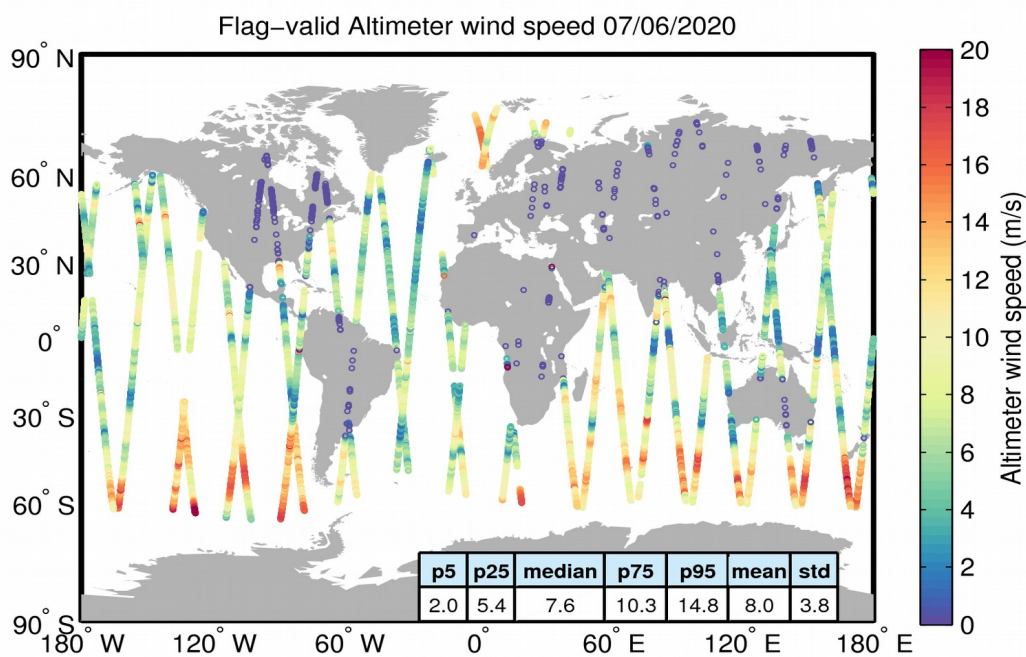 Flag−valid Altimeter wind speed 07/06/2020
90° N
60° N
30° N
0°
30° S
60° S
90° S
180° W
120° W
60° W
0°
60° E
120° E
180° E
p5 p25 median p75 p95 mean std
2.0 5.4 7.6 10.3 14.8 8.0 3.8
20
18
16
14
12
10
8
6
4
2
0
Altimeter wind speed (m/s)